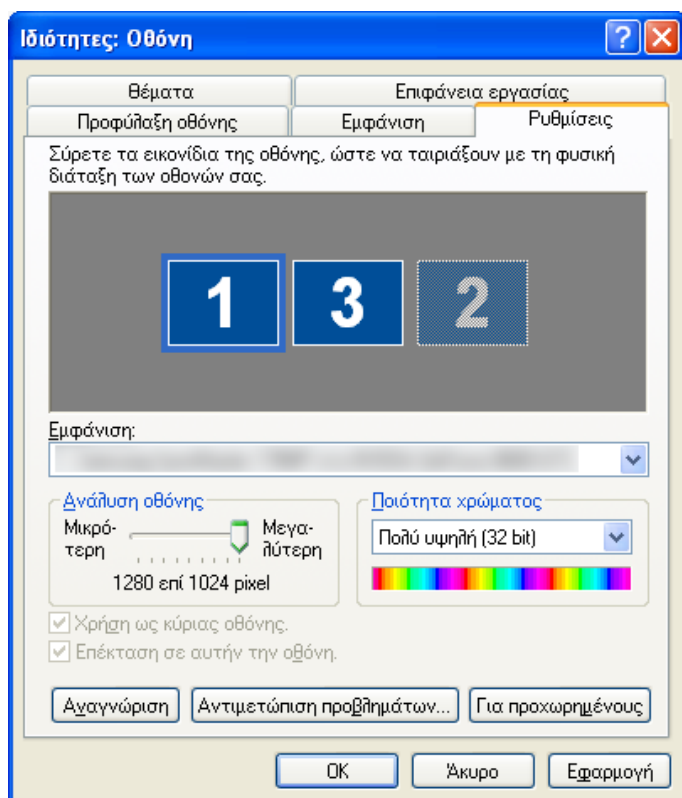 Ιδιότητες: Οθόνη
Θέματα
Επιφάνεια εργασίας
Προφύλαξη οθόνης
Εμφάνιση
Ρυθμίσεις
Σύρετε τα εικονίδια της οθόνης, ώστε να ταιριάξουν με τη φυσική
διάταξη των οθονών σας.
1
3
2
Εμφάνιση:
Ανάλυση οθόνης
Μικρό-
τερη
Μεγα-
λύτερη
1280 επί 1024 pixel
Ποιότητα χρώματος
Πολύ υψηλή (32 bit)
Χρήση ως κύριας οθόνης.
Επέκταση σε αυτήν την οθόνη.
Αναγνώριση
Αντιμετώπιση προβλημάτων...
Για προχωρημένους
OK
Άκυρο
Εφαρμογή